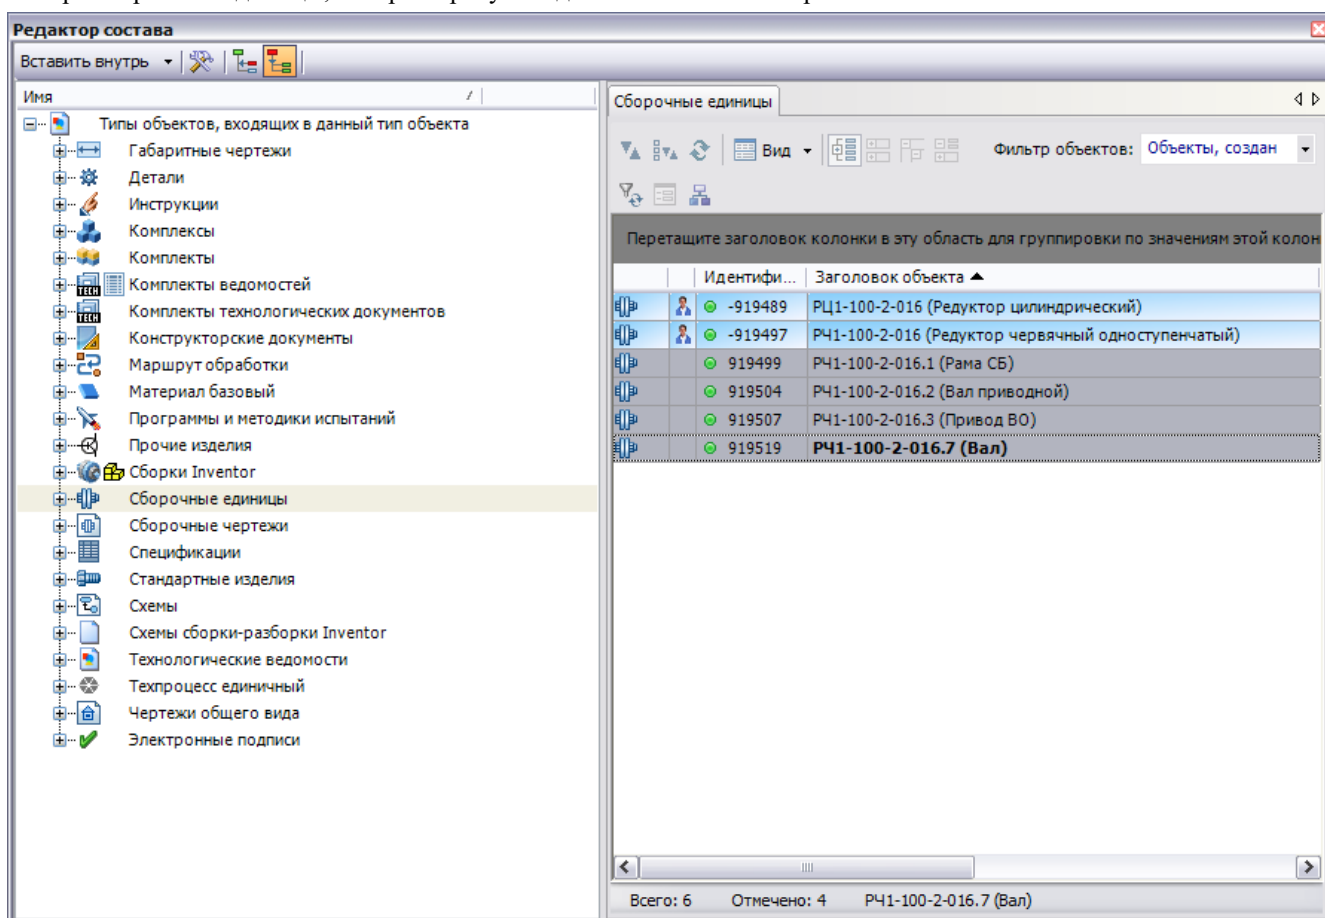 Редактор состава
Вставить внутрь
Имя
Типы объектов, входящих в данный тип объекта
Габаритные чертежи
Детали
Инструкции
Комплексы
Комплекты
TECH Комплекты ведомостей
TECH Комплекты технологических документов
Конструкторские документы
Маршрут обработки
Материал базовый
Программы и методики испытаний
Прочие изделия
Сборки Inventor
Сборочные единицы
Сборочные чертежи
Спецификации
Стандартные изделия
Схемы
Схемы сборки-разборки Inventor
Технологические ведомости
Техпроцесс единичный
Чертежи общего вида
Электронные подписи
Сборочные единицы
Вид Фильтр объектов: Объекты, создан
Перетащите заголовок колонки в эту область для группировки по значениям этой колон
Идентифи... Заголовок объекта
-919489 РЦ1-100-2-016 (Редуктор цилиндрический)
-919497 РЧ1-100-2-016 (Редуктор червячный одноступенчатый)
919499 РЧ1-100-2-016.1 (Рама СБ)
919504 РЧ1-100-2-016.2 (Вал приводной)
919507 РЧ1-100-2-016.3 (Привод ВО)
919519 РЧ1-100-2-016.7 (Вал)
Всего: 6 Отмечено: 4 РЧ1-100-2-016.7 (Вал)